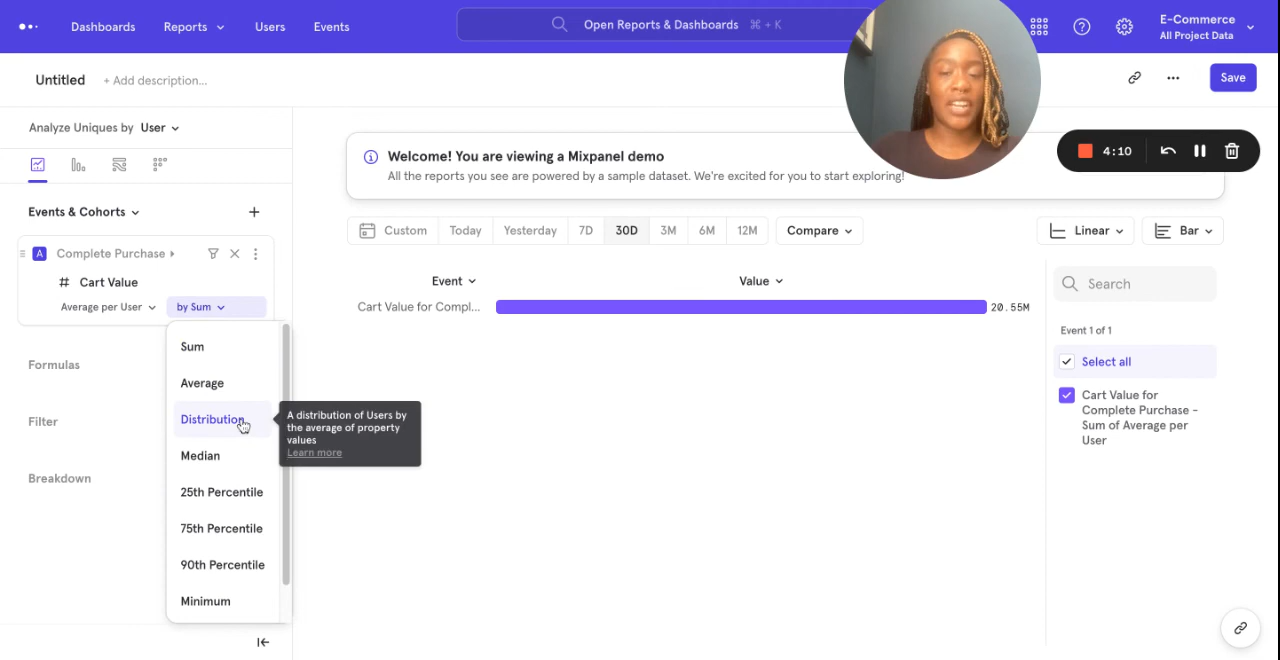 Dashboards Reports Users Events Open Reports & Dashboards ⌘ + K E-Commerce
All Project Data
Untitled + Add description... Save
Analyze Uniques by User
4:10
Welcome! You are viewing a Mixpanel demo
All the reports you see are powered by a sample dataset. We're excited for you to start exploring!
Events & Cohorts
Custom Today Yesterday 7D 30D 3M 6M 12M Compare Linear Bar
A Complete Purchase
# Cart Value
Average per User by Sum
Event Value
Cart Value for Compl... 20.55M
Search
Event 1 of 1
Select all
Cart Value for
Complete Purchase -
Sum of Average per
User
Sum
Average
Distribution
Median
25th Percentile
75th Percentile
90th Percentile
Minimum
A distribution of Users by
the average of property
values
Learn more
Formulas
Filter
Breakdown